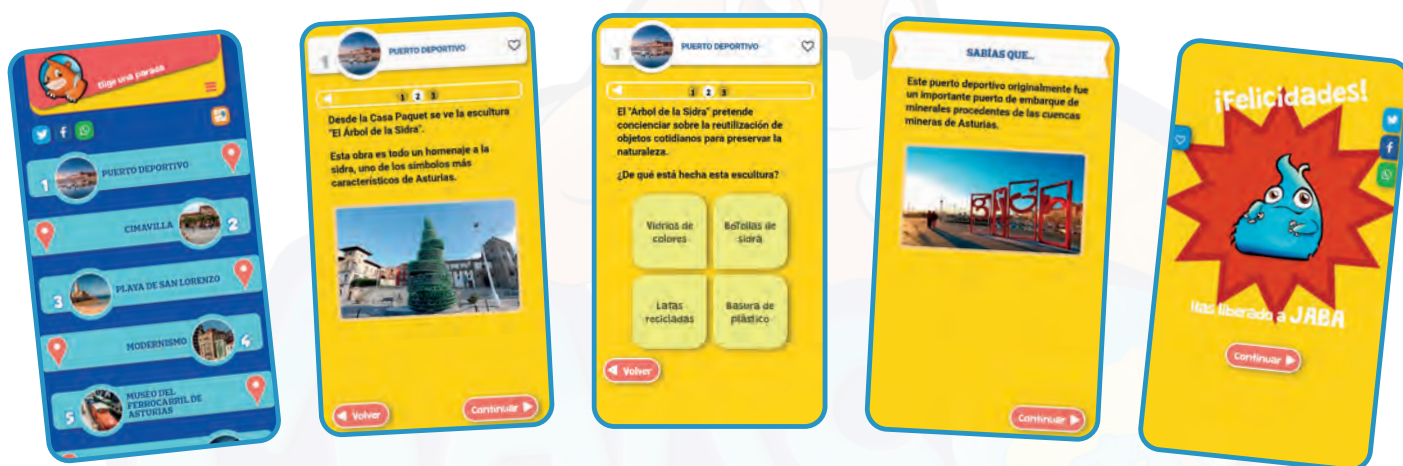 Elige una parada
1 PUERTO DEPORTIVO
CIMAVILLA 2
3 PLAYA DE SAN LORENZO
MODERNISMO 4
5 MUSEO DEL
FERROCARRIL DE
ASTURIAS
1 PUERTO DEPORTIVO
1 2 3
Desde la Casa Paquet se ve la escultura
"El Árbol de la Sidra".
Esta obra es todo un homenaje a la
sidra, uno de los símbolos más
característicos de Asturias.
Volver
Continuar
1 PUERTO DEPORTIVO
1 2 3
El "Árbol de la Sidra" pretende
concienciar sobre la reutilización de
objetos cotidianos para preservar la
naturaleza.
¿De qué está hecha esta escultura?
Vidrios de
colores
Botellas de
sidra
Latas
recicladas
Basura de
plástico
Volver
SABÍAS QUE...
Este puerto deportivo originalmente fue
un importante puerto de embarque de
minerales procedentes de las cuencas
mineras de Asturias.
Continuar
¡Felicidades!
Has liberado a JABA
Continuar